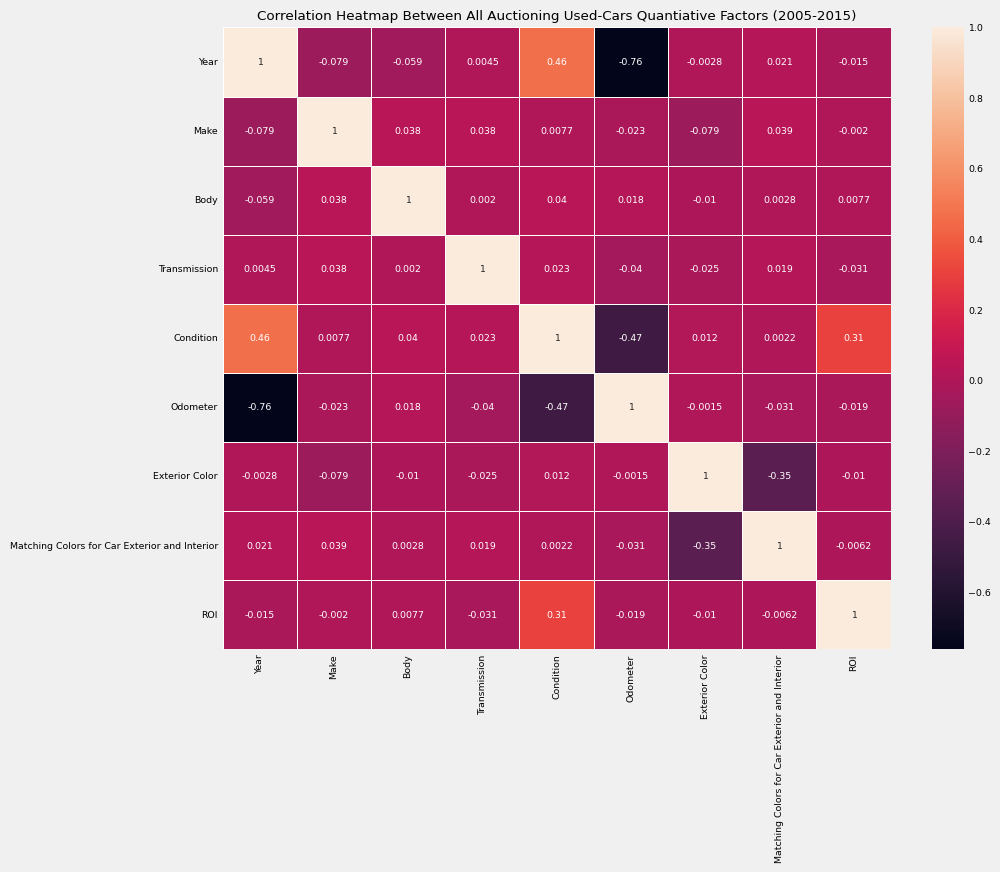 Correlation Heatmap Between All Auctioning Used-Cars Quantiative Factors (2005-2015)
Year 1 -0.079 -0.059 0.0045 0.46 -0.76 -0.0028 0.021 -0.015
Make -0.079 1 0.038 0.038 0.0077 -0.023 -0.079 0.039 -0.002
Body -0.059 0.038 1 0.002 0.04 0.018 -0.01 0.0028 0.0077
Transmission 0.0045 0.038 0.002 1 0.023 -0.04 -0.025 0.019 -0.031
Condition 0.46 0.0077 0.04 0.023 1 -0.47 0.012 0.0022 0.31
Odometer -0.76 -0.023 0.018 -0.04 -0.47 1 -0.0015 -0.031 -0.019
Exterior Color -0.0028 -0.079 -0.01 -0.025 0.012 -0.0015 1 -0.35 -0.01
Matching Colors for Car Exterior and Interior 0.021 0.039 0.0028 0.019 0.0022 -0.031 -0.35 1 -0.0062
ROI -0.015 -0.002 0.0077 -0.031 0.31 -0.019 -0.01 -0.0062 1
Year
Make
Body
Transmission
Condition
Odometer
Exterior Color
Matching Colors for Car Exterior and Interior
ROI
1.0
0.8
0.6
0.4
0.2
0.0
−0.2
−0.4
−0.6